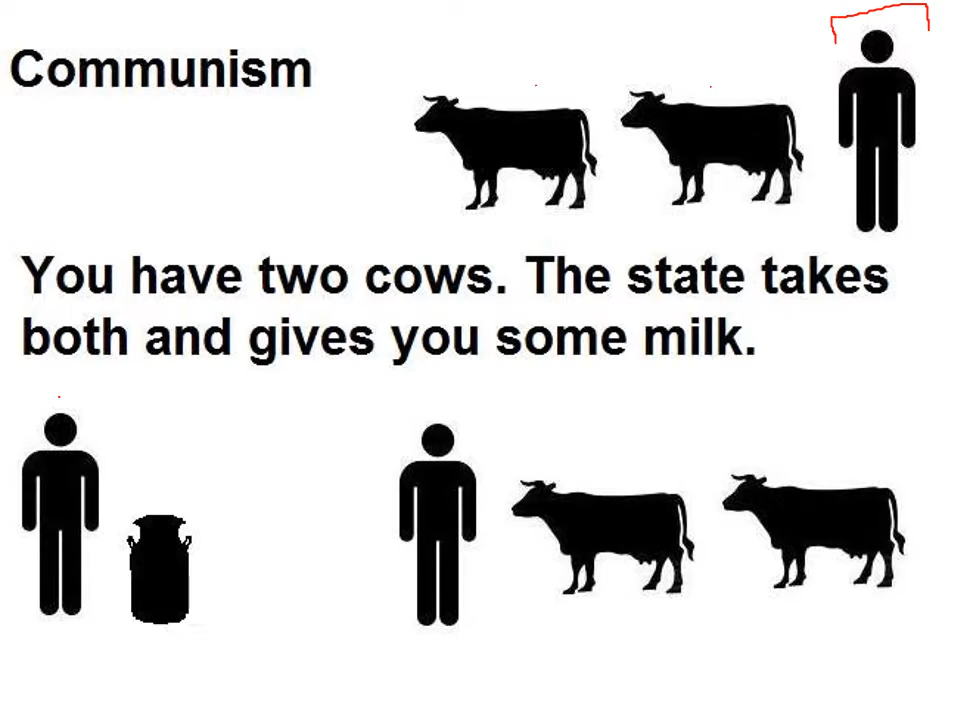 Communism
You have two cows. The state takes
both and gives you some milk.